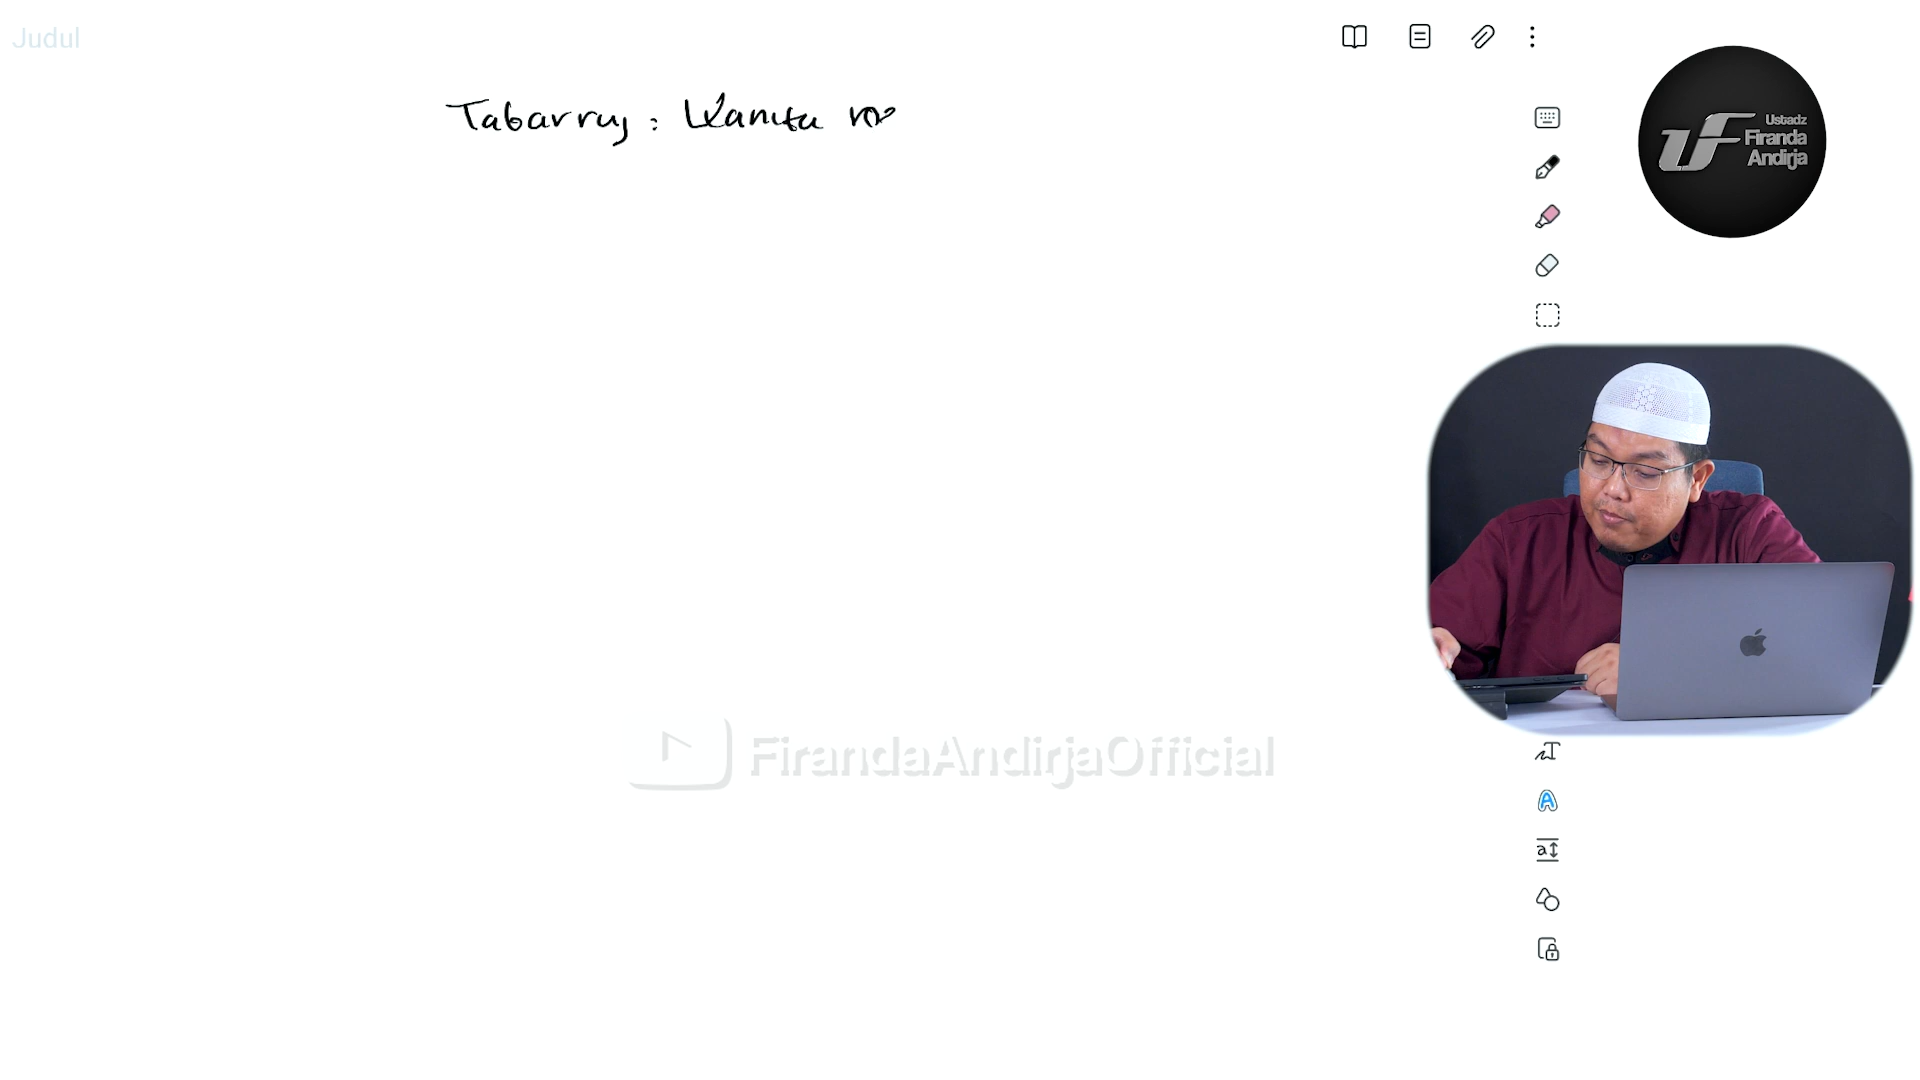 Judul
Tabarruj : Wanita
Ustadz
Firanda
Andirja
FirandaAndirjaOfficial